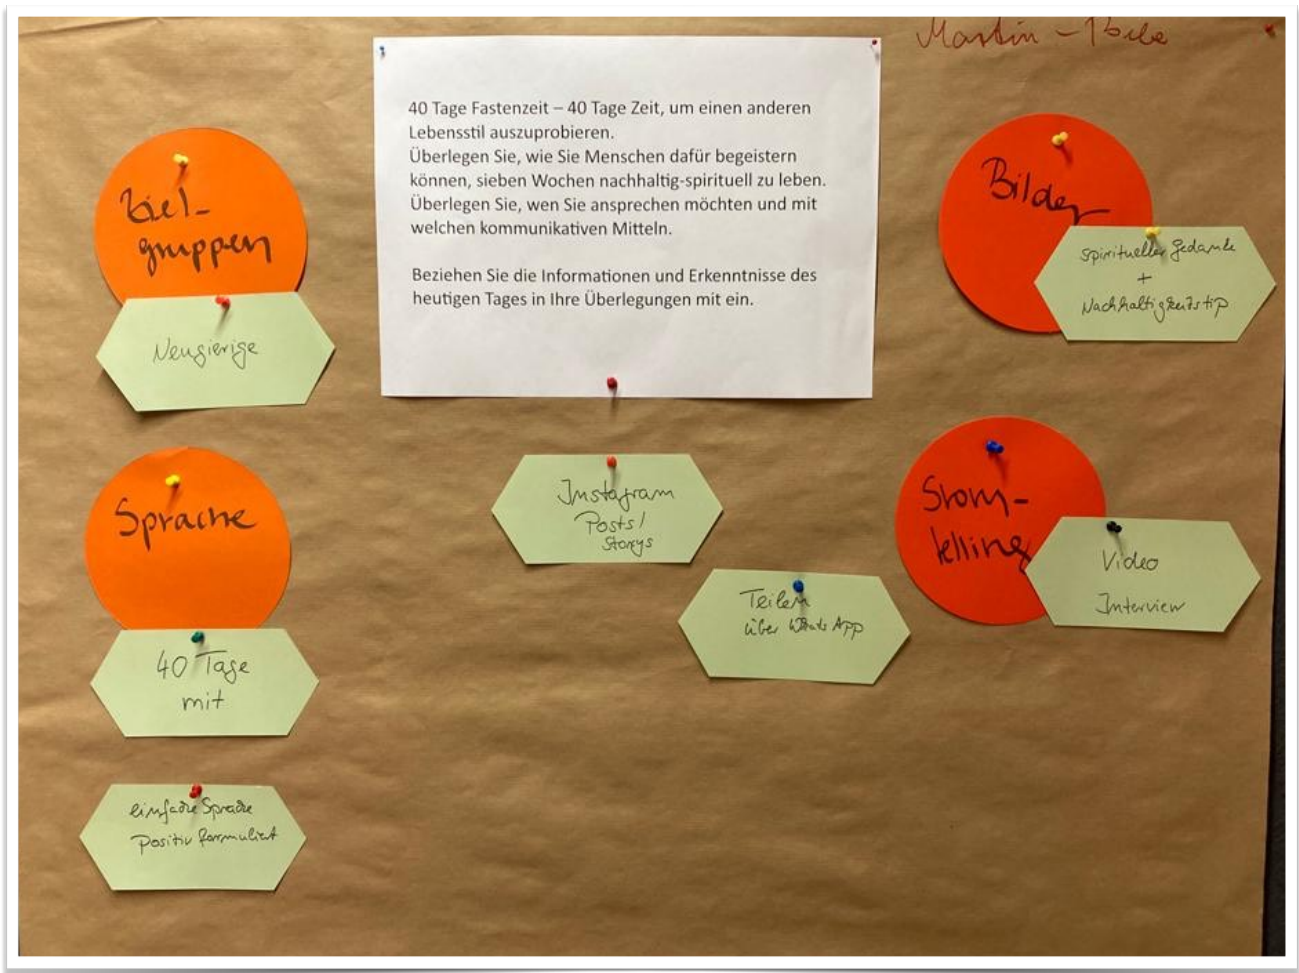 Martin -
40 Tage Fastenzeit – 40 Tage Zeit, um einen anderen
Lebensstil auszuprobieren.
Überlegen Sie, wie Sie Menschen dafür begeistern
können, sieben Wochen nachhaltig-spirituell zu leben.
Überlegen Sie, wen Sie ansprechen möchten und mit
welchen kommunikativen Mitteln.
Beziehen Sie die Informationen und Erkenntnisse des
heutigen Tages in Ihre Überlegungen mit ein.
Ziel-
gruppen
Neugierige
Sprache
40 Tage
mit
einfache Sprache
Positiv formuliert
Instagram
Posts/
Storys
Teilen
über WhatsApp
Bilder
spiritueller Gedanke
+
Nachhaltigkeitstip
Story-
telling
Video
Interview